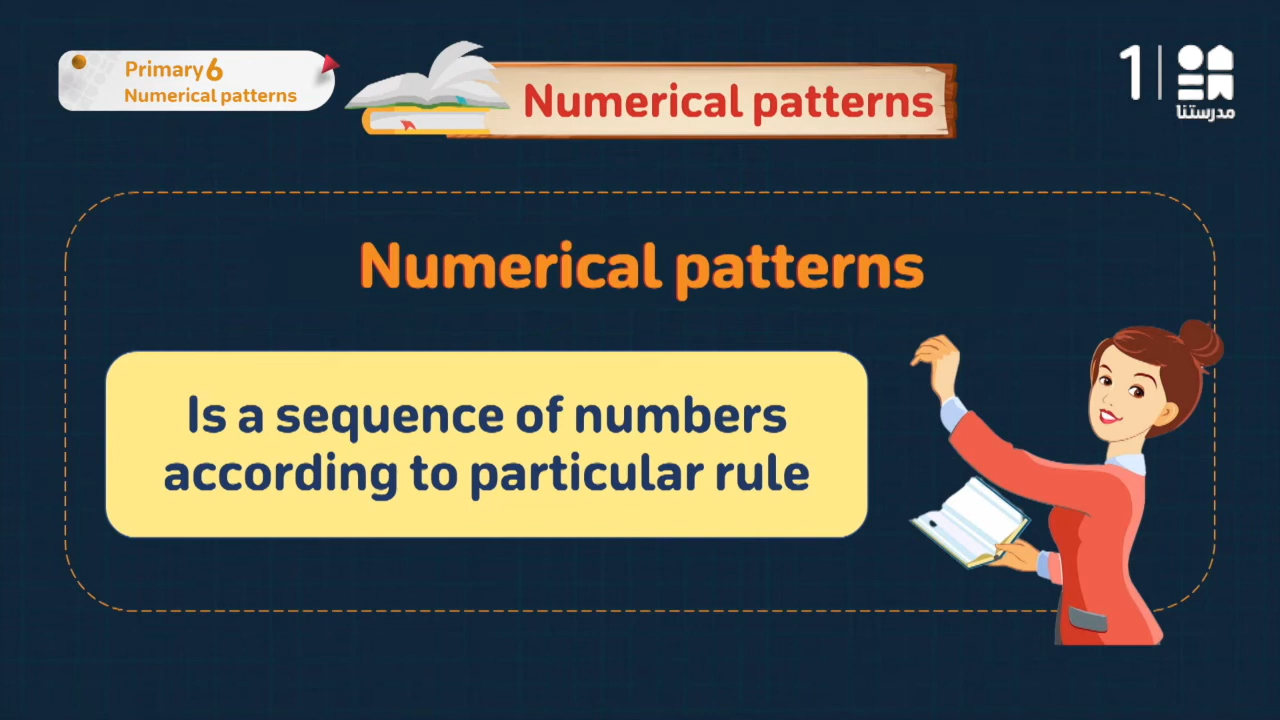 Primary 6
Numerical patterns
Numerical patterns
1
مدرستنا
Numerical patterns
Is a sequence of numbers
according to particular rule